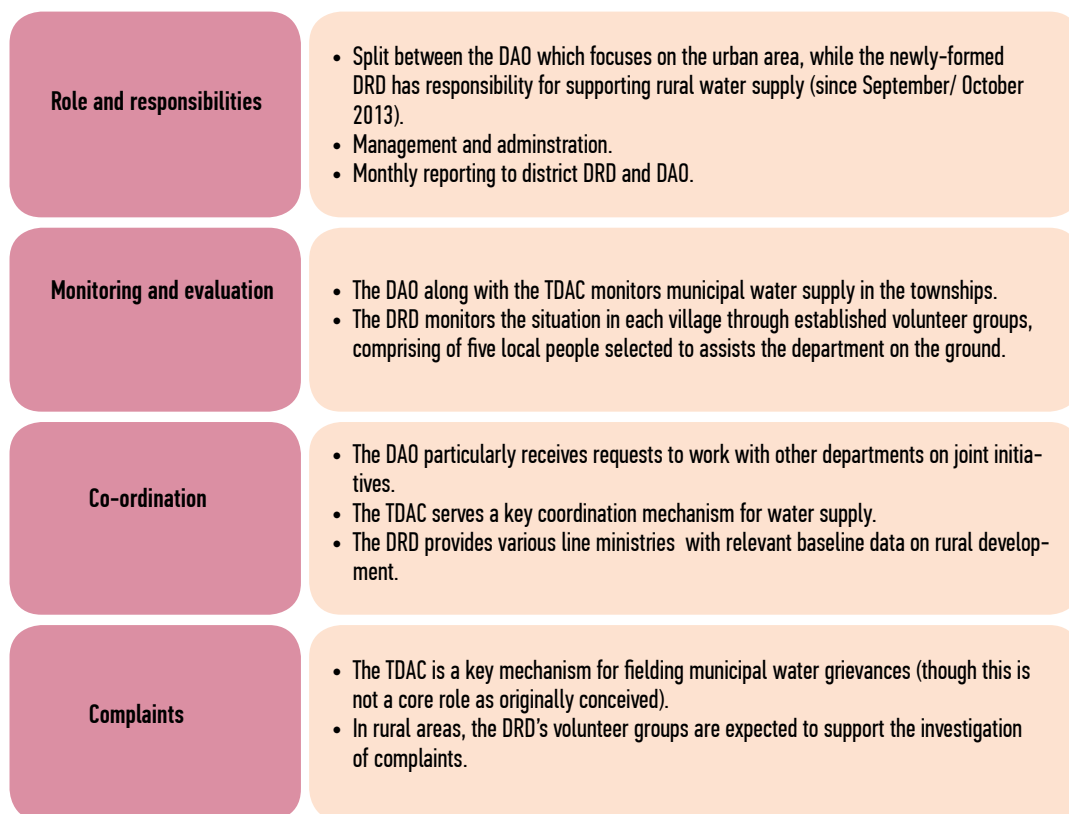 Role and responsibilities
• Split between the DAO which focuses on the urban area, while the newly-formed
DRD has responsibility for supporting rural water supply (since September/ October
2013).
• Management and adminstration.
• Monthly reporting to district DRD and DAO.
Monitoring and evaluation
• The DAO along with the TDAC monitors municipal water supply in the townships.
• The DRD monitors the situation in each village through established volunteer groups,
comprising of five local people selected to assists the department on the ground.
Co-ordination
• The DAO particularly receives requests to work with other departments on joint initia-
tives.
• The TDAC serves a key coordination mechanism for water supply.
• The DRD provides various line ministries  with relevant baseline data on rural develop-
ment.
Complaints
• The TDAC is a key mechanism for fielding municipal water grievances (though this is
not a core role as originally conceived).
• In rural areas, the DRD’s volunteer groups are expected to support the investigation
of complaints.